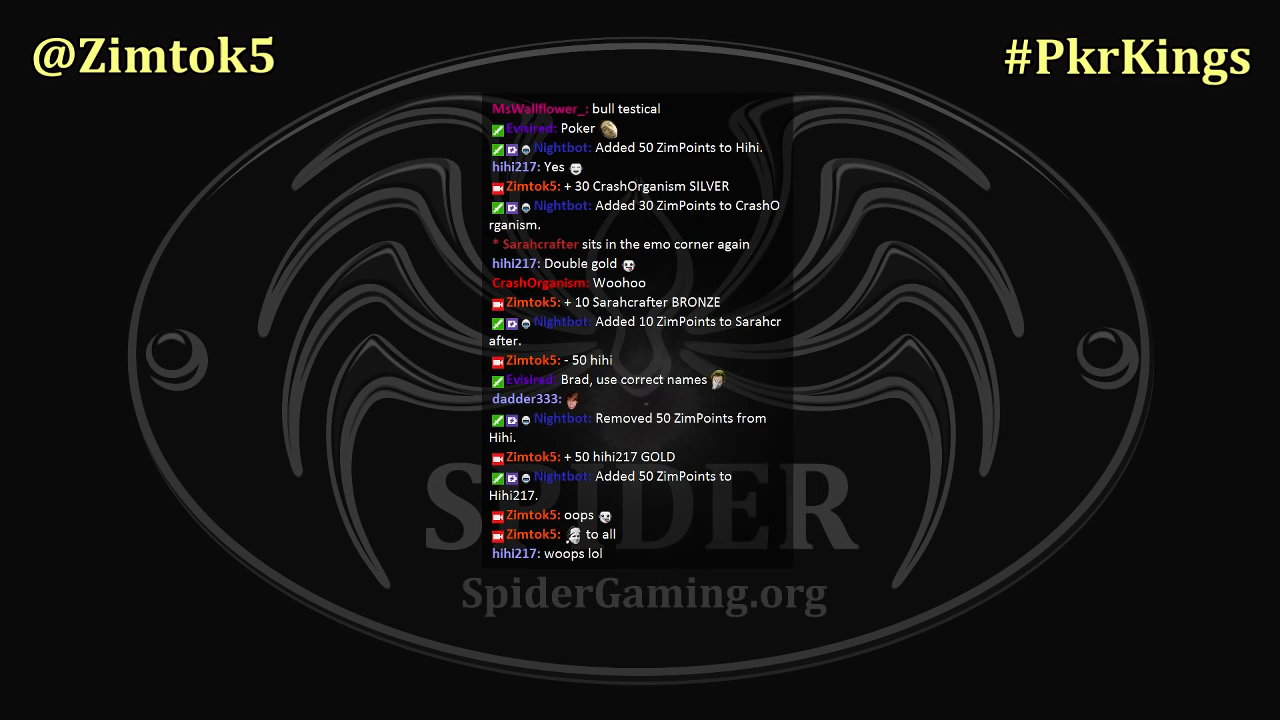 @Zimtok5
#PkrKings
MsWallflower_: bull testical
Evisired: Poker
Nightbot: Added 50 ZimPoints to Hihi.
hihi217: Yes
Zimtok5: + 30 CrashOrganism SILVER
Nightbot: Added 30 ZimPoints to CrashO
rganism.
* Sarahcrafter sits in the emo corner again
hihi217: Double gold
CrashOrganism: Woohoo
Zimtok5: + 10 Sarahcrafter BRONZE
Nightbot: Added 10 ZimPoints to Sarahcr
after.
Zimtok5: - 50 hihi
Evisired: Brad, use correct names
dadder333:
Nightbot: Removed 50 ZimPoints from
Hihi.
Zimtok5: + 50 hihi217 GOLD
Nightbot: Added 50 ZimPoints to
Hihi217.
Zimtok5: oops
Zimtok5: to all
hihi217: woops lol
SPIDER
SpiderGaming.org